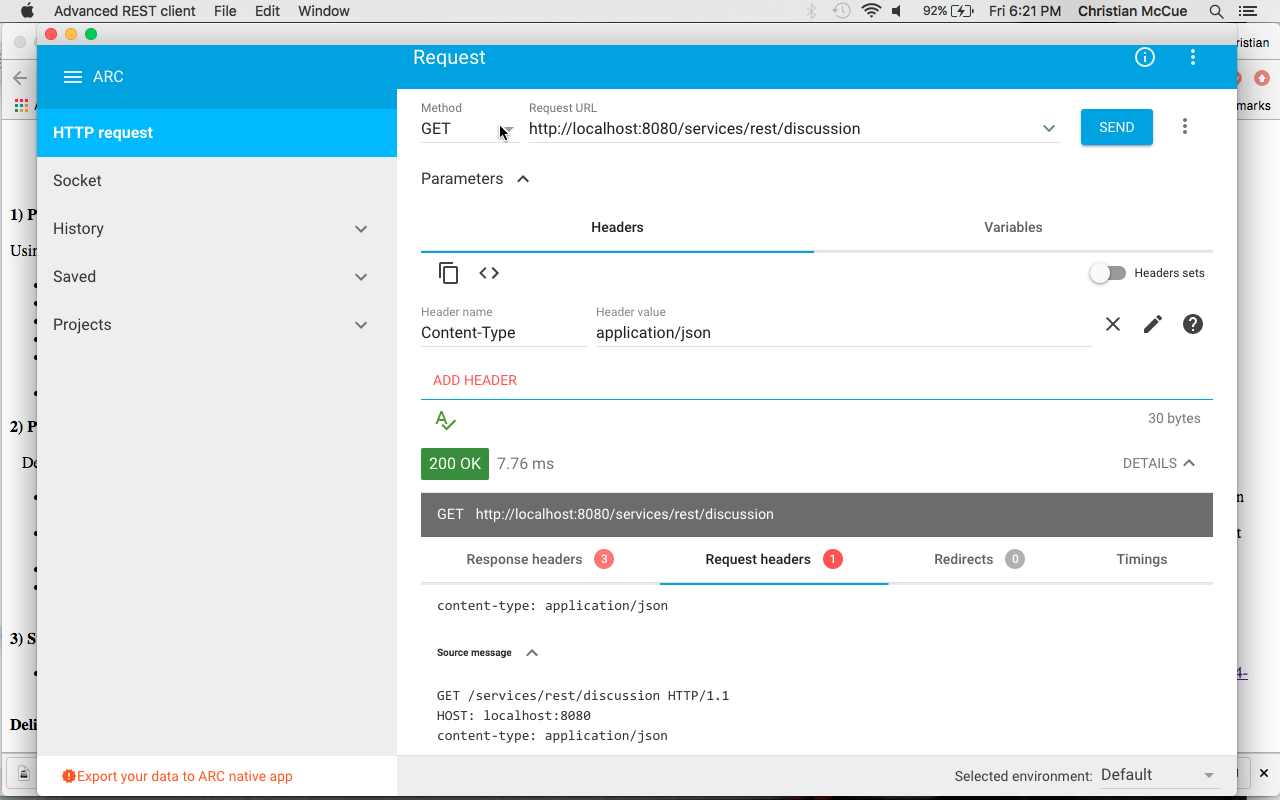 Advanced REST client File Edit Window 92% Fri 6:21 PM Christian McCue
ristian
marks
Request
ARC
HTTP request
Socket
History
Saved
Projects
Export your data to ARC native app
Method
GET
Request URL
http://localhost:8080/services/rest/discussion
SEND
Parameters
Headers Variables
Headers sets
Header name
Content-Type
Header value
application/json
ADD HEADER
30 bytes
200 OK 7.76 ms DETAILS
GET http://localhost:8080/services/rest/discussion
Response headers 3 Request headers 1 Redirects 0 Timings
content-type: application/json
Source message
GET /services/rest/discussion HTTP/1.1
HOST: localhost:8080
content-type: application/json
Selected environment: Default
1) P
Usin
2) P
De
3) S
Deli
n
t
4-